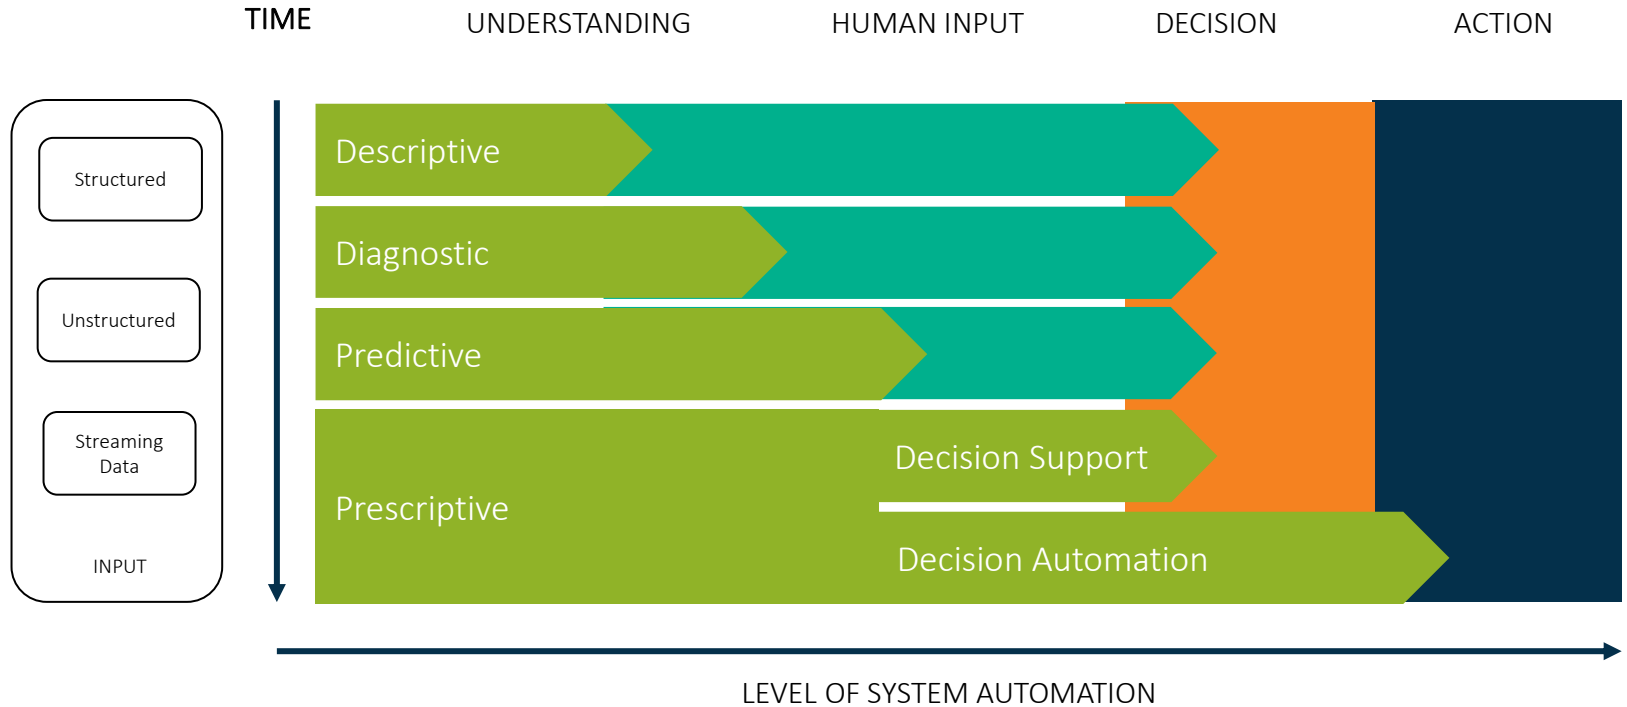 TIME
UNDERSTANDING
HUMAN INPUT
DECISION
ACTION
Structured
Unstructured
Streaming
Data
INPUT
Descriptive
Diagnostic
Predictive
Prescriptive
Decision Support
Decision Automation
LEVEL OF SYSTEM AUTOMATION